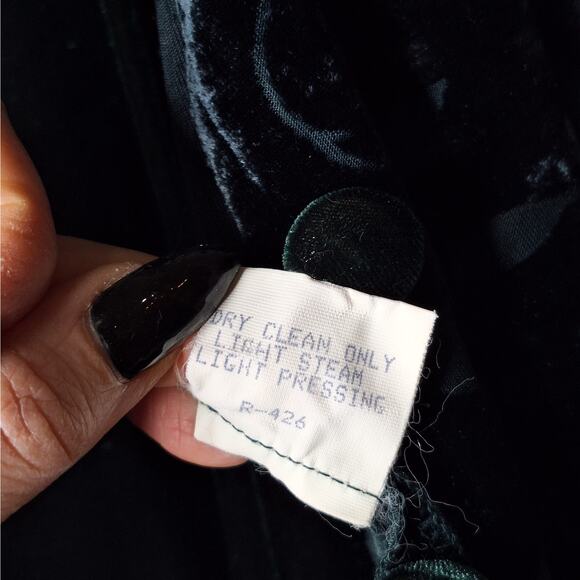 DRY CLEAN ONLY
LIGHT STEAM
LIGHT PRESSING
R-426